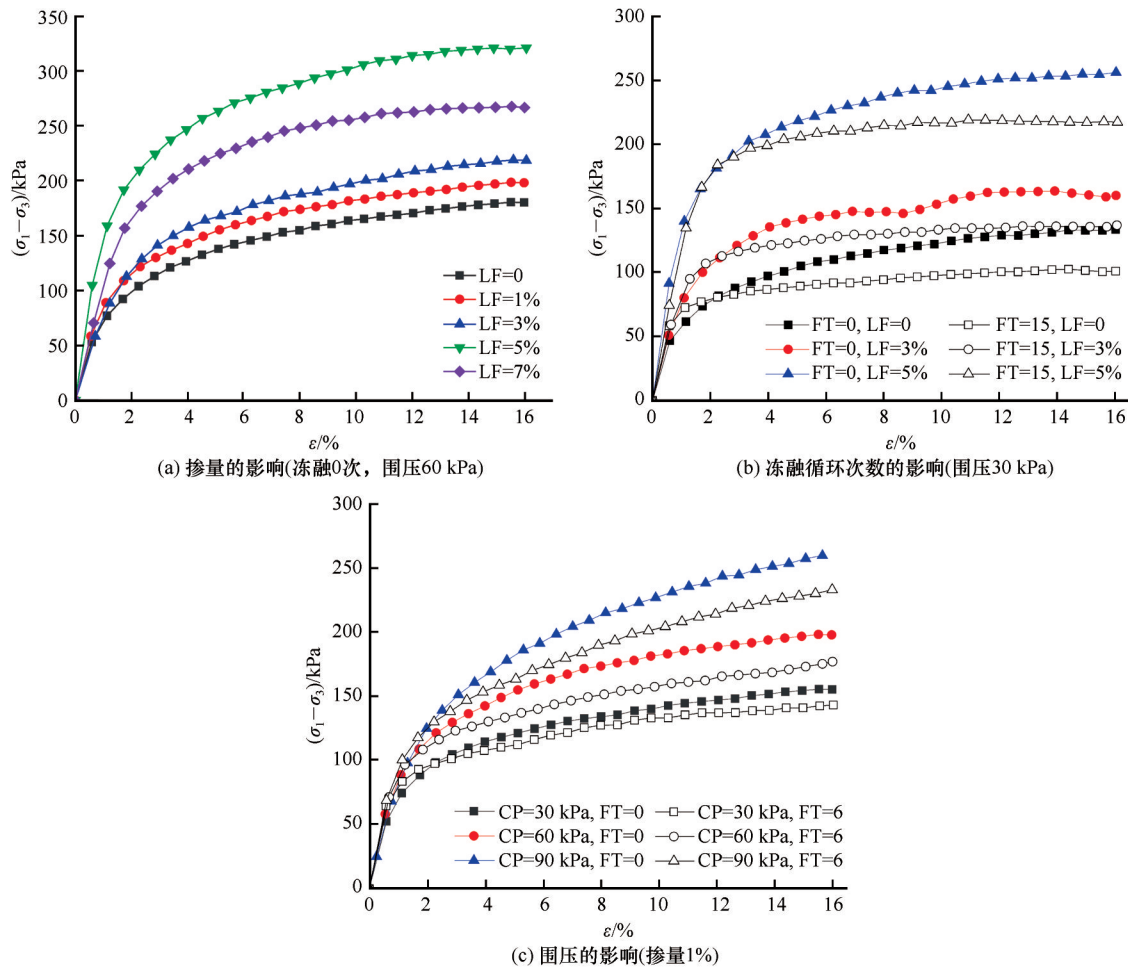 350
300
250
200
150
100
50
0
(σ₁−σ₃)/kPa
LF=0
LF=1%
LF=3%
LF=5%
LF=7%
0 2 4 6 8 10 12 14 16
ε/%
(a) 掺量的影响(冻融0次，围压60 kPa)
300
250
200
150
100
50
0
(σ₁−σ₃)/kPa
FT=0, LF=0 FT=15, LF=0
FT=0, LF=3% FT=15, LF=3%
FT=0, LF=5% FT=15, LF=5%
0 2 4 6 8 10 12 14 16
ε/%
(b) 冻融循环次数的影响(围压30 kPa)
300
250
200
150
100
50
0
(σ₁−σ₃)/kPa
CP=30 kPa, FT=0 CP=30 kPa, FT=6
CP=60 kPa, FT=0 CP=60 kPa, FT=6
CP=90 kPa, FT=0 CP=90 kPa, FT=6
0 2 4 6 8 10 12 14 16
ε/%
(c) 围压的影响(掺量1%)